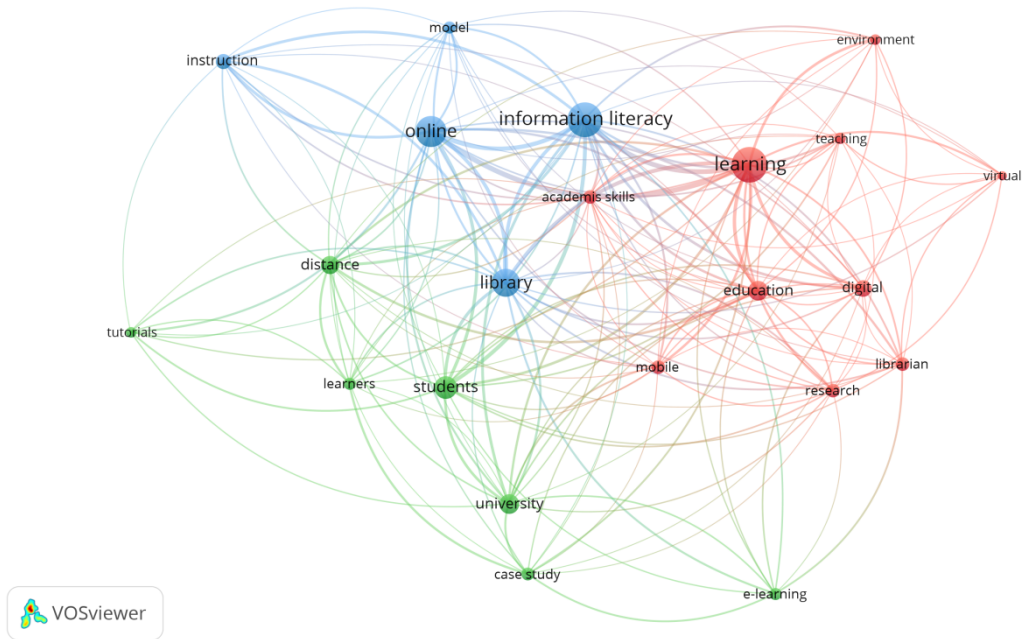 model
environment
instruction
information literacy
online
teaching
learning
virtual
academis skills
distance
library
education
digital
tutorials
librarian
mobile
learners
students
research
university
case study
e-learning
VOSviewer